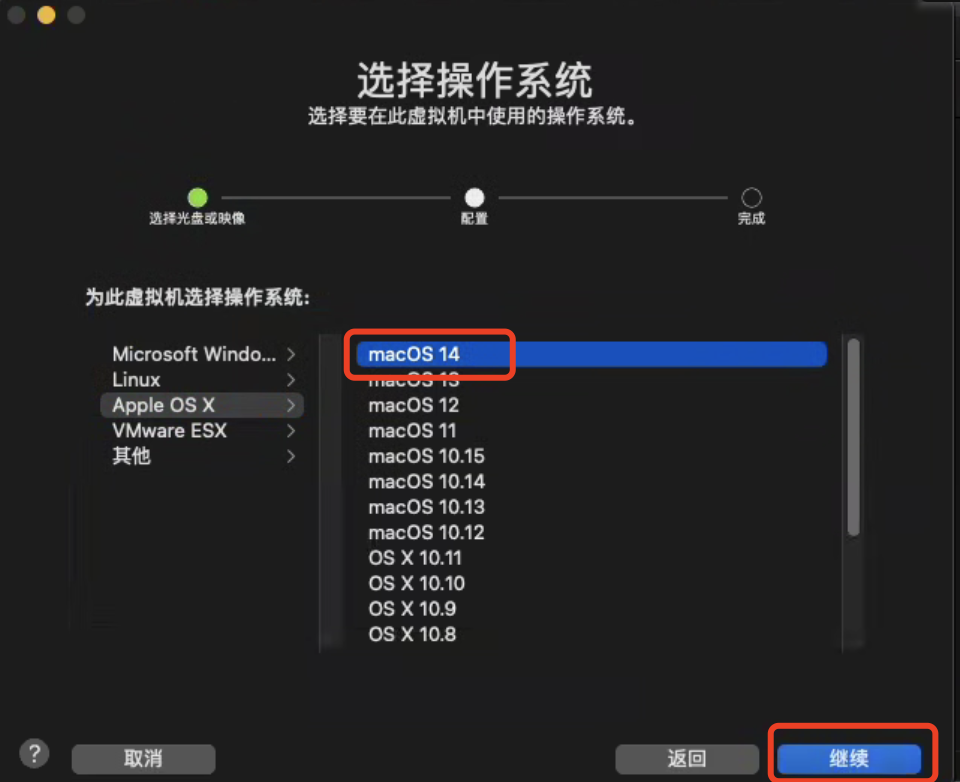 选择操作系统
选择要在此虚拟机中使用的操作系统。
选择光盘或映像
配置
完成
为此虚拟机选择操作系统:
Microsoft Windo...
Linux
Apple OS X
VMware ESX
其他
macOS 14
macOS 13
macOS 12
macOS 11
macOS 10.15
macOS 10.14
macOS 10.13
macOS 10.12
OS X 10.11
OS X 10.10
OS X 10.9
OS X 10.8
?
取消
返回
继续